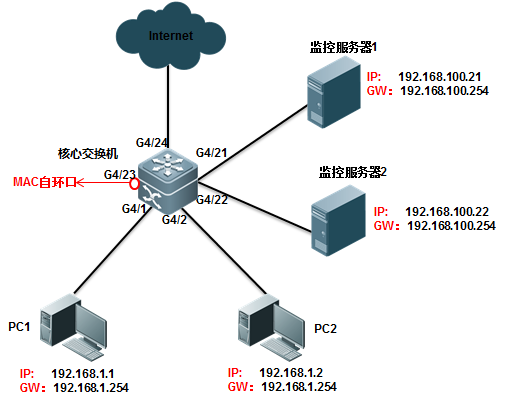 Internet
监控服务器1
IP: 192.168.100.21
GW：192.168.100.254
核心交换机
G4/24
G4/21
G4/23
MAC自环口
G4/22
G4/1
G4/2
监控服务器2
IP: 192.168.100.22
GW：192.168.100.254
PC1
IP: 192.168.1.1
GW：192.168.1.254
PC2
IP: 192.168.1.2
GW：192.168.1.254